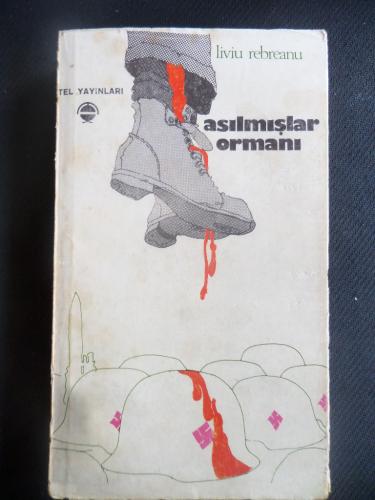 liviu rebreanu
TEL YAYINLARI
asılmışlar
ormanı